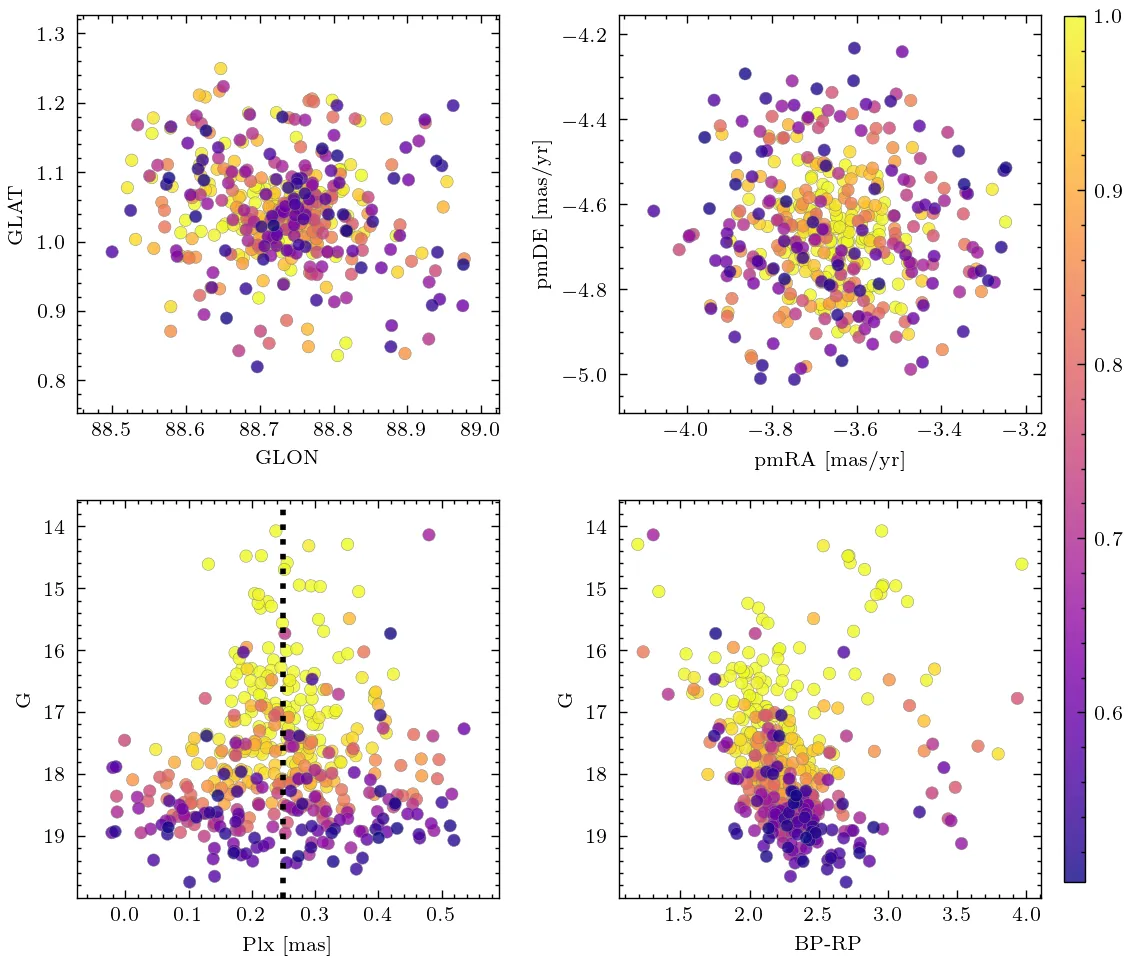 1.3
1.2
1.1
1.0
0.9
0.8
GLAT
88.5 88.6 88.7 88.8 88.9 89.0
GLON
−4.2
−4.4
−4.6
−4.8
−5.0
pmDE [mas/yr]
−4.0 −3.8 −3.6 −3.4 −3.2
pmRA [mas/yr]
1.0
0.9
0.8
0.7
0.6
14
15
16
17
18
19
G
0.0 0.1 0.2 0.3 0.4 0.5
Plx [mas]
14
15
16
17
18
19
G
1.5 2.0 2.5 3.0 3.5 4.0
BP-RP